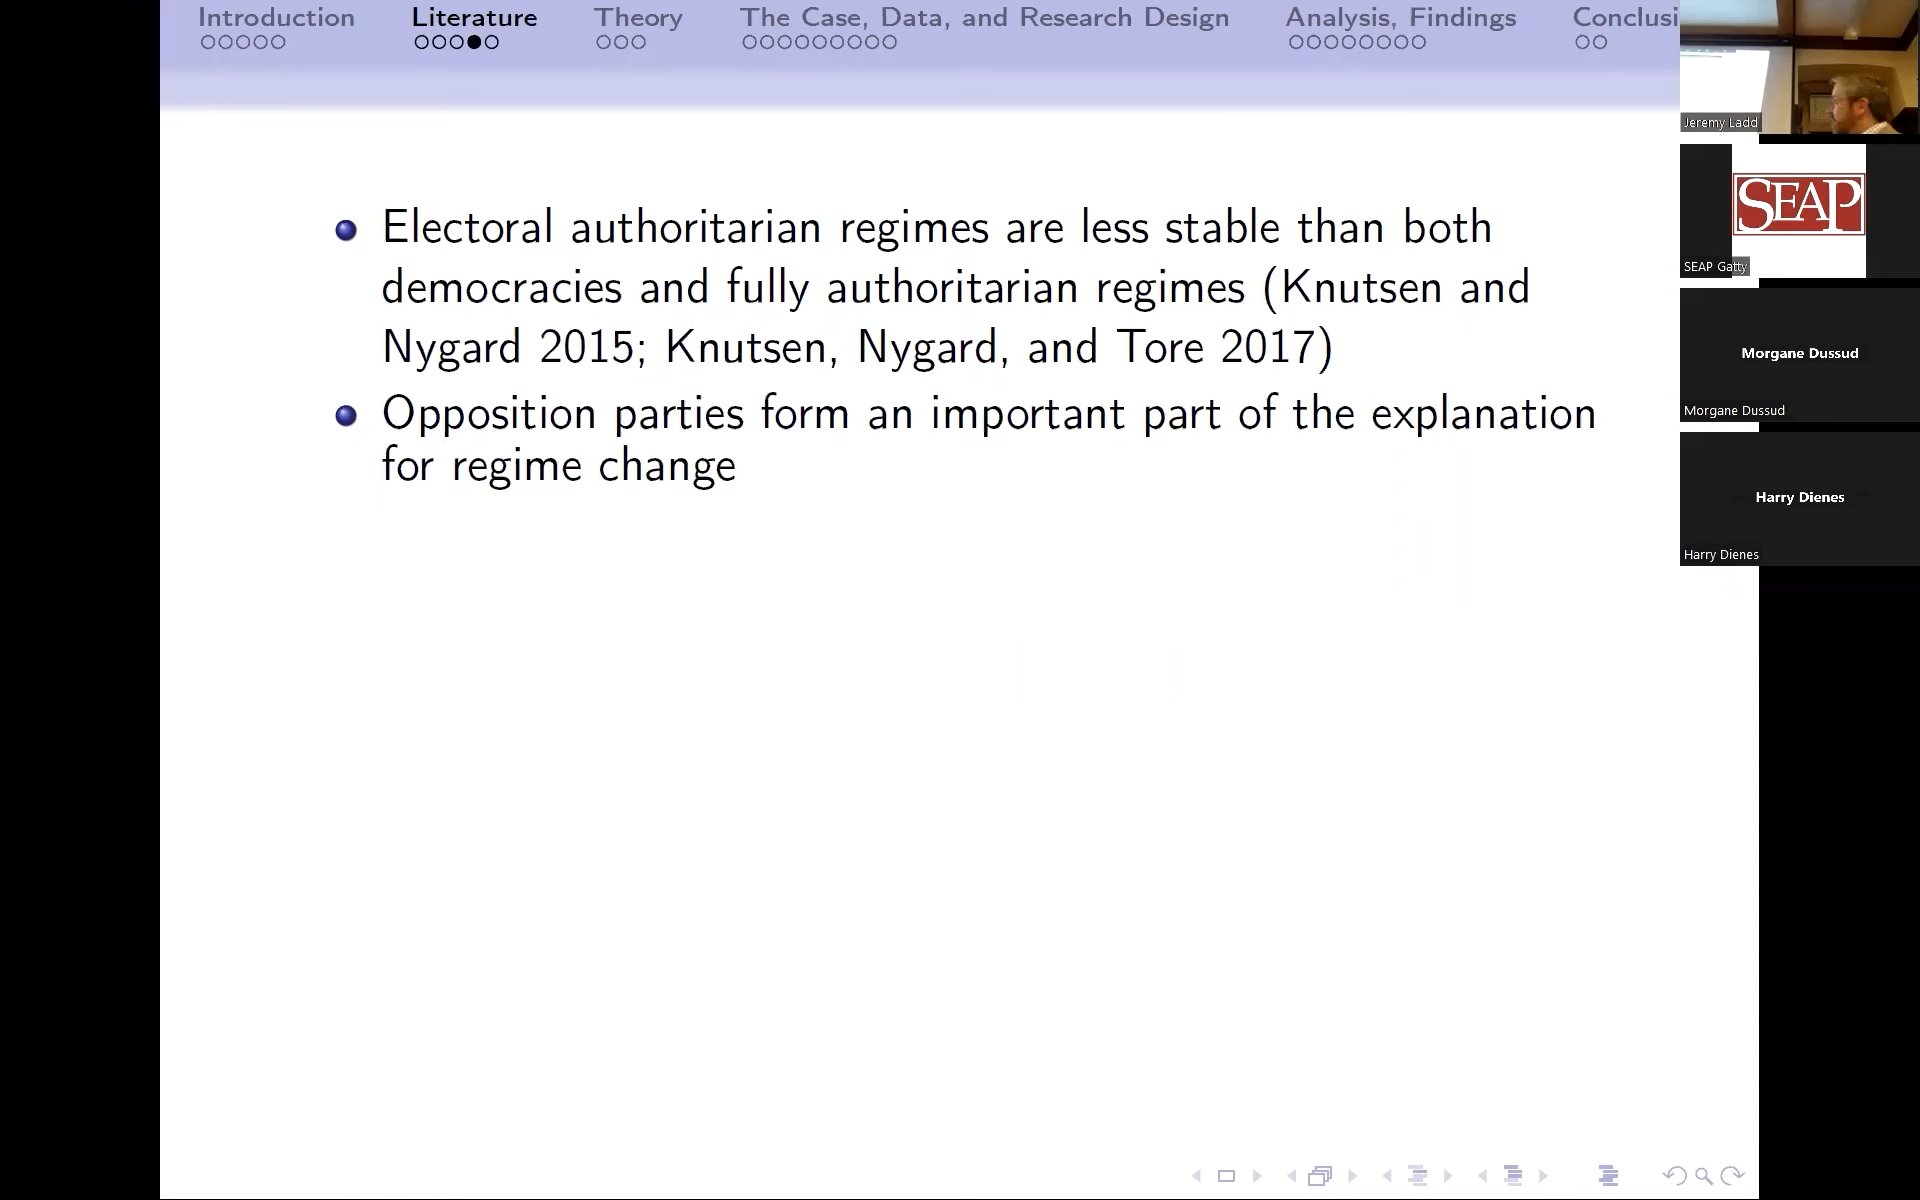 Introduction Literature Theory The Case, Data, and Research Design Analysis, Findings Conclusi
Jeremy Ladd
SEAP
SEAP Gatty
Morgane Dussud
Morgane Dussud
Harry Dienes
Harry Dienes
Electoral authoritarian regimes are less stable than both
democracies and fully authoritarian regimes (Knutsen and
Nygard 2015; Knutsen, Nygard, and Tore 2017)
Opposition parties form an important part of the explanation
for regime change